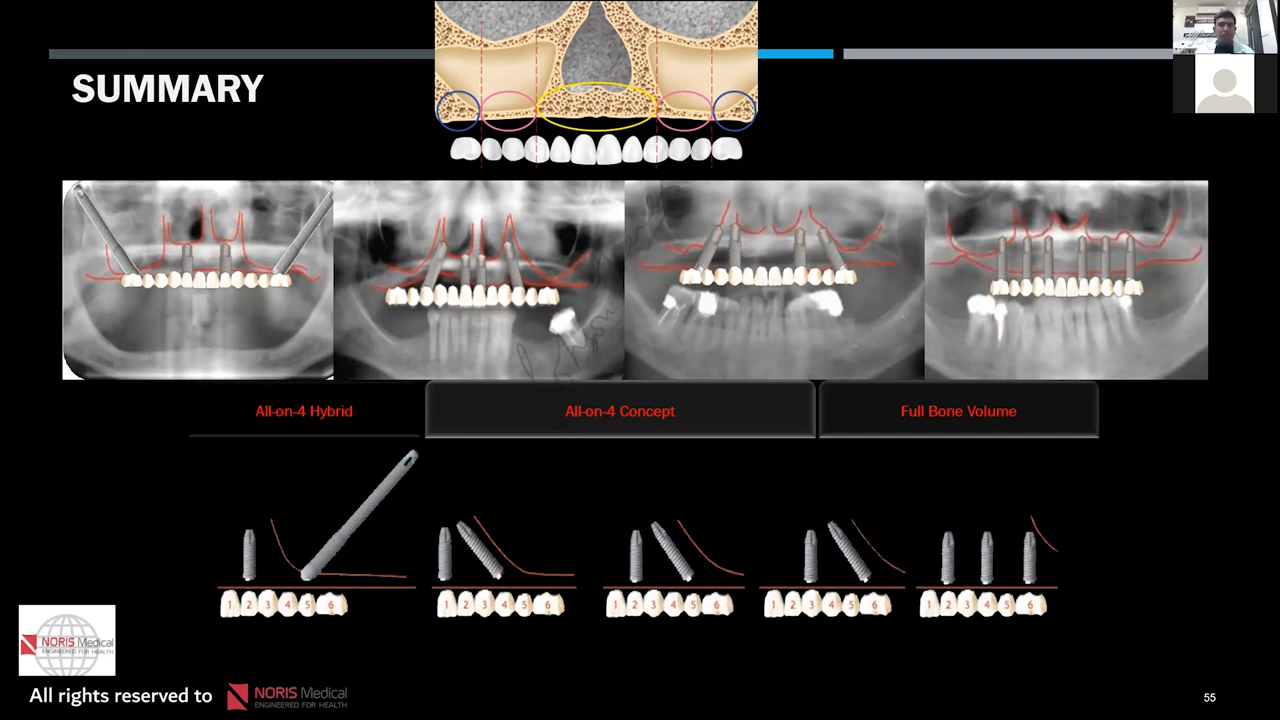 SUMMARY
All-on-4 Hybrid
All-on-4 Concept
Full Bone Volume
1 2 3 4 5 6
1 2 3 4 5 6
1 2 3 4 5 6
1 2 3 4 5 6
1 2 3 4 5 6
NORIS Medical
ENGINEERED FOR HEALTH
All rights reserved to
NORIS Medical
ENGINEERED FOR HEALTH
55